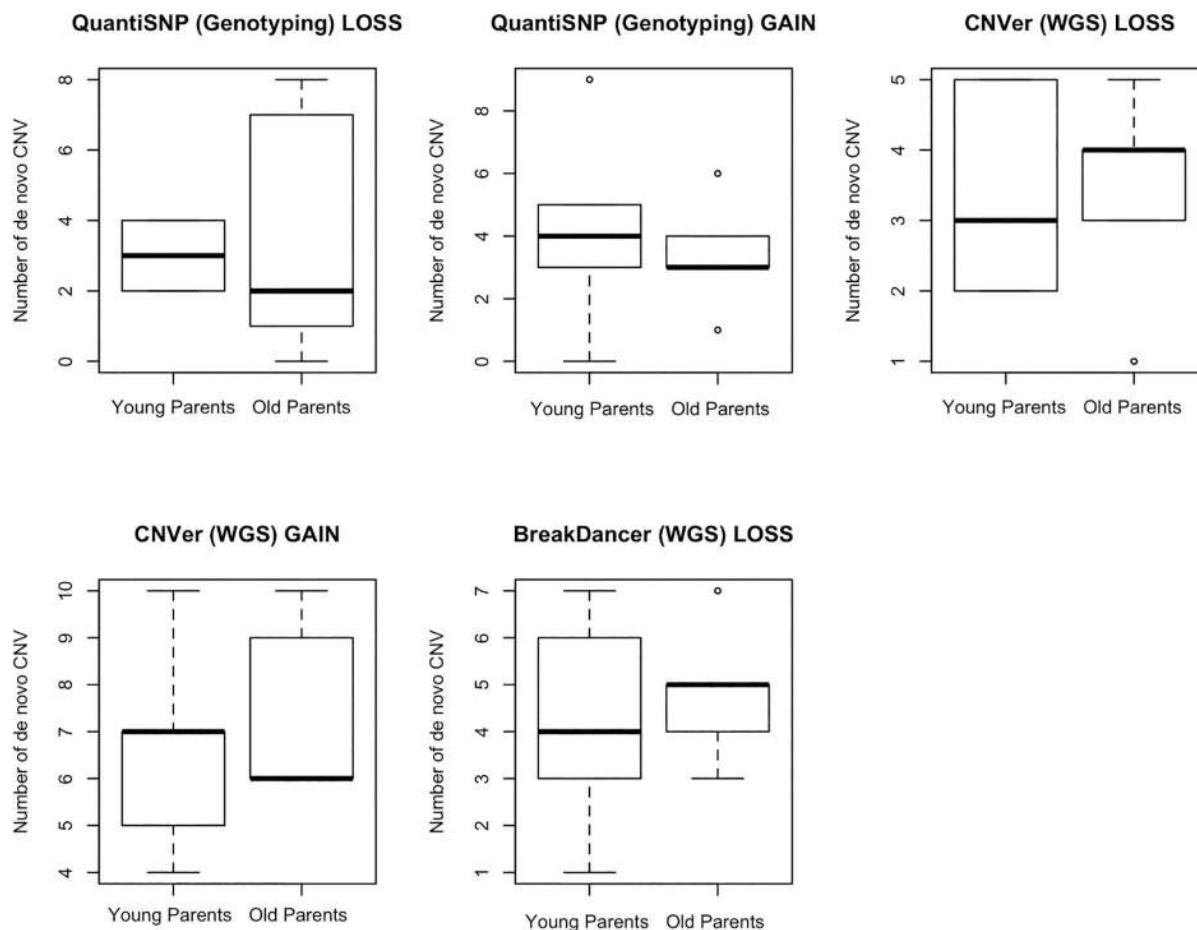 QuantiSNP (Genotyping) LOSS
Number of de novo CNV
8
6
4
2
0
Young Parents Old Parents
QuantiSNP (Genotyping) GAIN
Number of de novo CNV
8
6
4
2
0
Young Parents Old Parents
CNVer (WGS) LOSS
Number of de novo CNV
5
4
3
2
1
Young Parents Old Parents
CNVer (WGS) GAIN
Number of de novo CNV
10
9
8
7
6
5
4
Young Parents Old Parents
BreakDancer (WGS) LOSS
Number of de novo CNV
7
6
5
4
3
2
1
Young Parents Old Parents